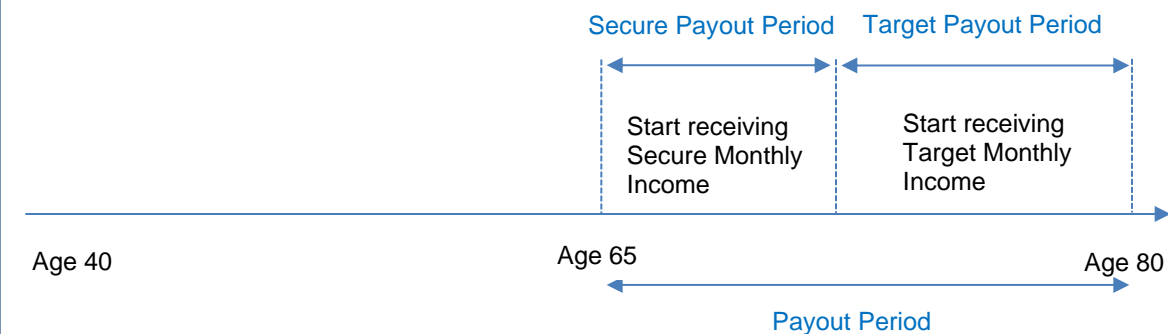 Secure Payout Period
Target Payout Period
Start receiving
Secure Monthly
Income
Start receiving
Target Monthly
Income
Age 40
Age 65
Age 80
Payout Period